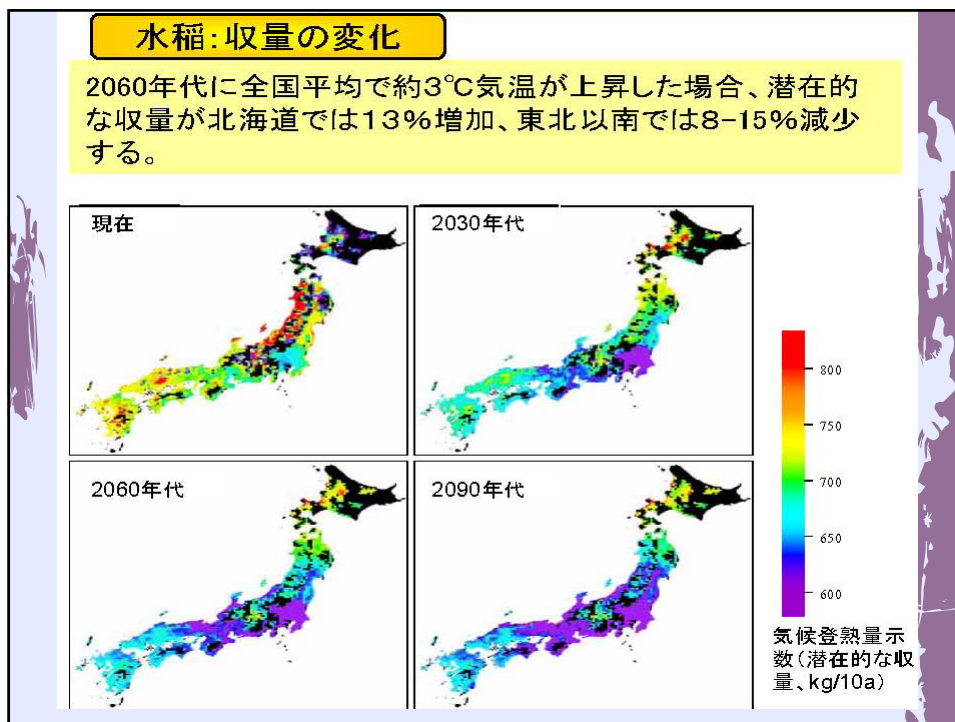 水稲:収量の変化
2060年代に全国平均で約3℃気温が上昇した場合、潜在的
な収量が北海道では13%増加、東北以南では8-15%減少
する。
現在
2030年代
2060年代
2090年代
800
750
700
650
600
気候登熟量示
数(潜在的な収
量、kg/10a)